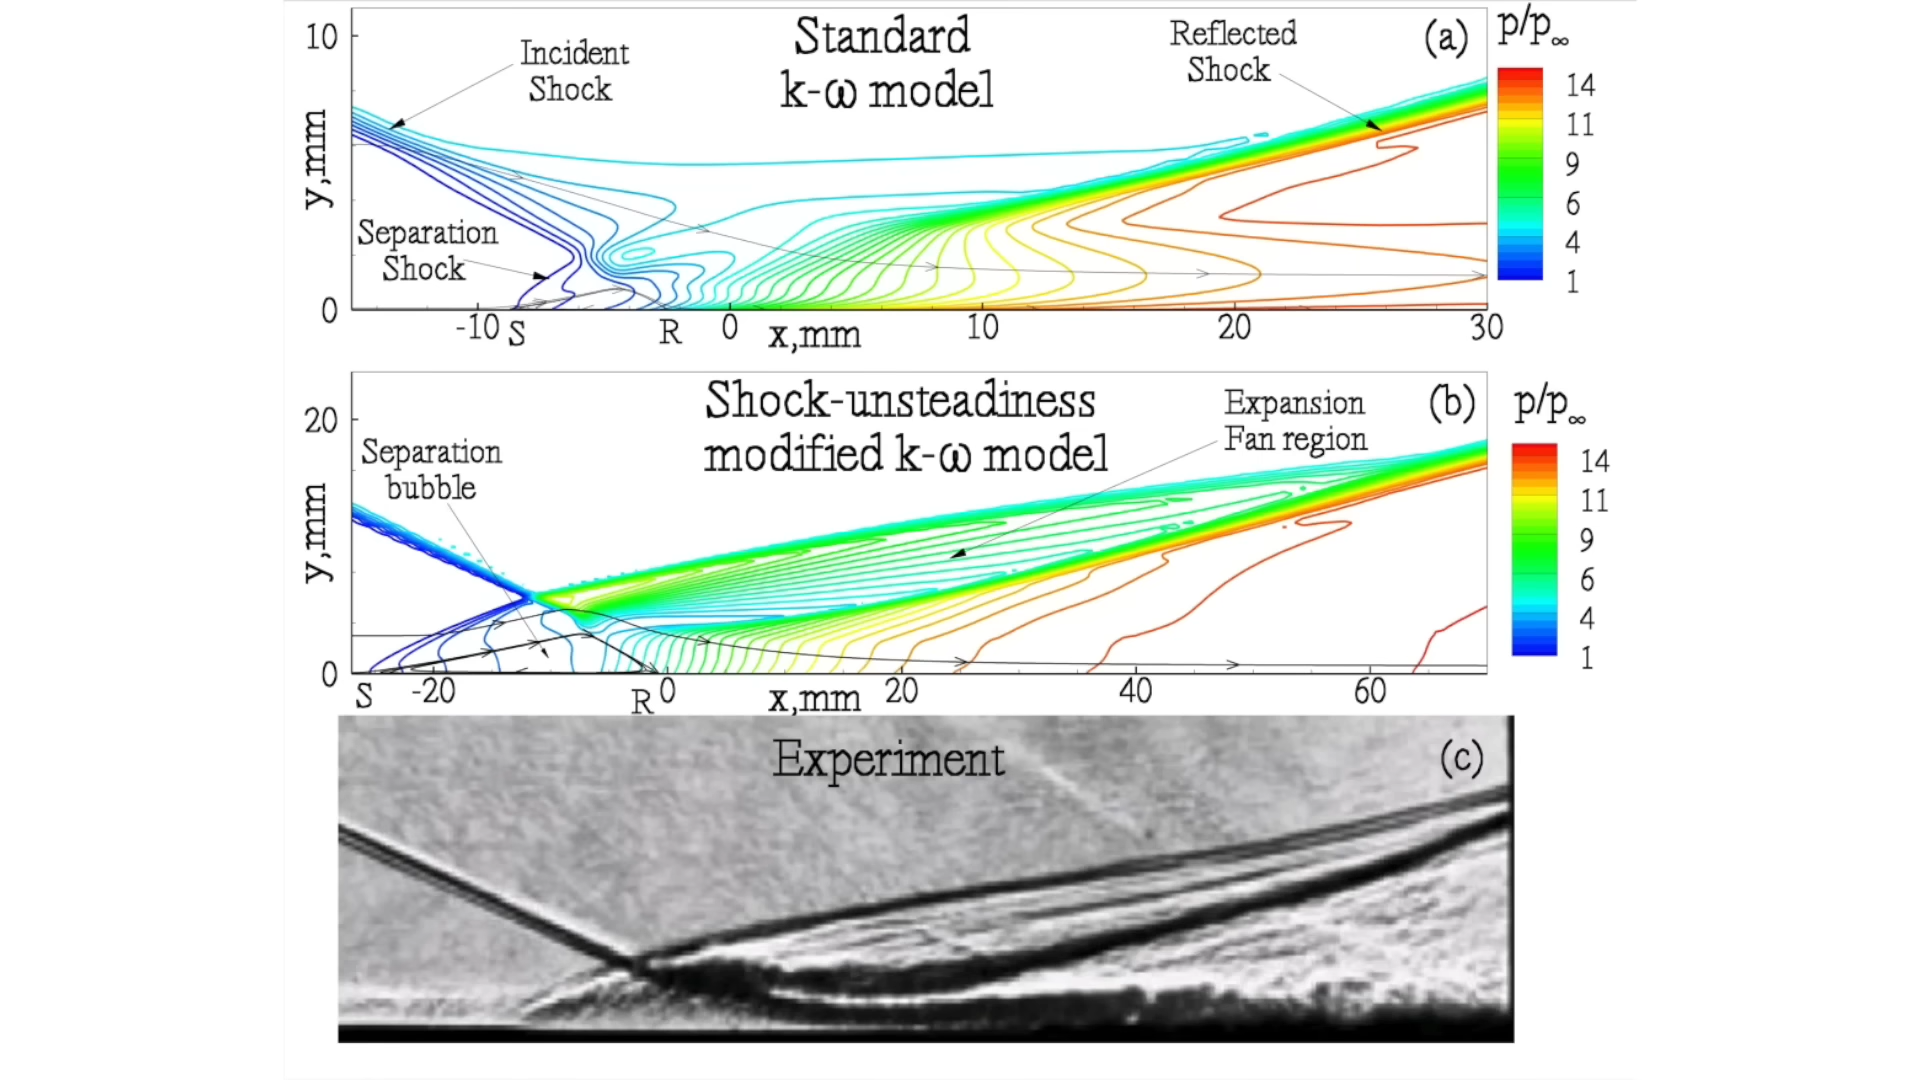 Standard
k-ω model
(a)
Incident
Shock
Reflected
Shock
Separation
Shock
p/p∞
14
11
9
6
4
1
10
0
y,mm
-10
S
R
0
x,mm
10
20
30
Shock-unsteadiness
modified k-ω model
(b)
Expansion
Fan region
Separation
bubble
p/p∞
14
11
9
6
4
1
20
0
y,mm
S
-20
R
0
x,mm
20
40
60
Experiment
(c)